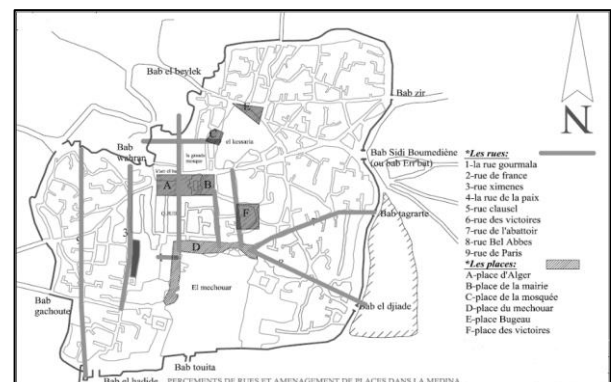 Bab el beylek
Bab zir
E
C
el kessaria
Bab
wahran
la grande
mosquée
Bab Sidi Boumediène
(ou bab Err'bat)
N
A
B
F
Bab tagrarte
3
D
El mechouar
Bab el djiade
Bab
gachoute
Bab touita
Bab el hadide
PERCEMENTS DE RUES ET AMENAGEMENT DE PLACES DANS LA MEDINA
*Les rues:
1-la rue gourmala
2-rue de france
3-rue ximenes
4-la rue de la paix
5-rue clausel
6-rue des victoires
7-rue de l'abattoir
8-rue Bel Abbes
9-rue de Paris
*Les places:
A-place d'Alger
B-place de la mairie
C-place de la mosquée
D-place du mechouar
E-place Bugeau
F-place des victoires